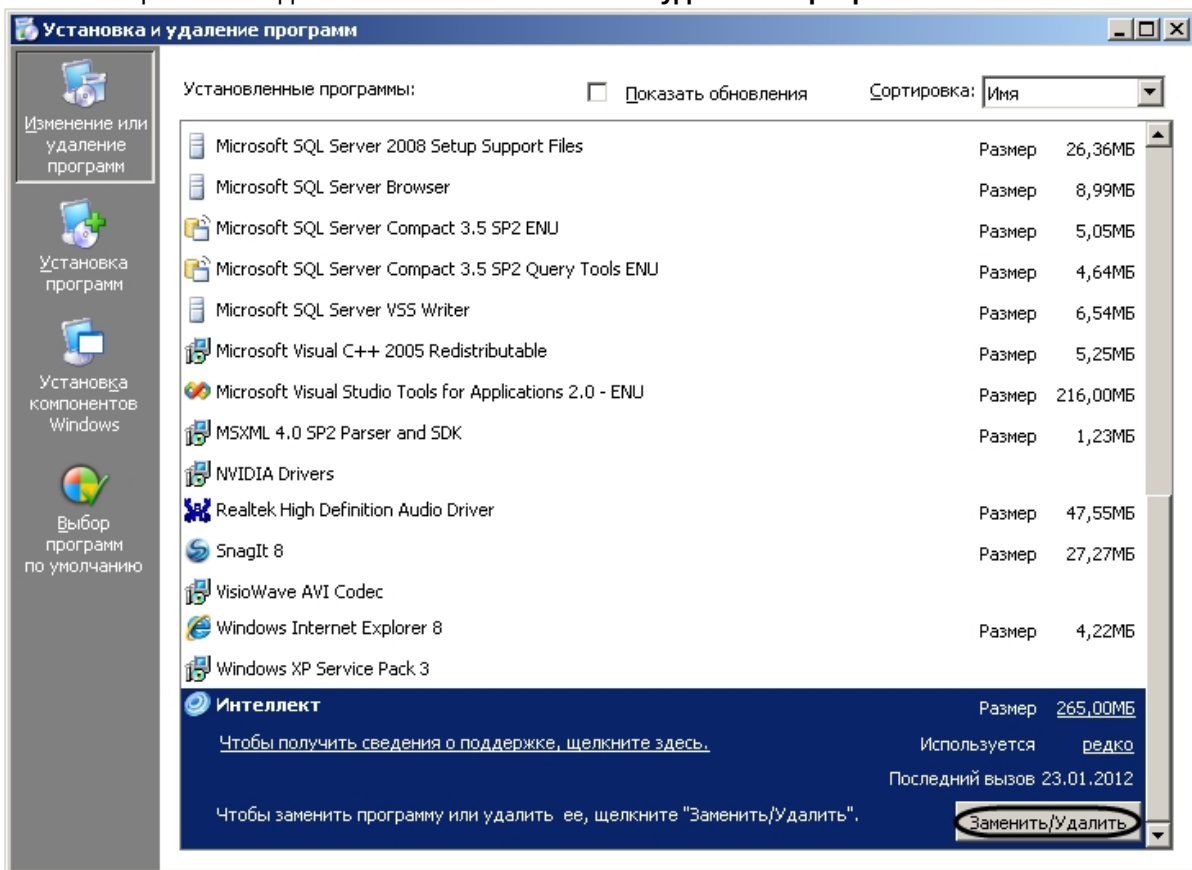 Установка и удаление программ
Изменение или
удаление
программ
Установка
программ
Установка
компонентов
Windows
Выбор
программ
по умолчанию
Установленные программы:
Показать обновления
Сортировка: Имя
Microsoft SQL Server 2008 Setup Support Files Размер 26,36МБ
Microsoft SQL Server Browser Размер 8,99МБ
Microsoft SQL Server Compact 3.5 SP2 ENU Размер 5,05МБ
Microsoft SQL Server Compact 3.5 SP2 Query Tools ENU Размер 4,64МБ
Microsoft SQL Server VSS Writer Размер 6,54МБ
Microsoft Visual C++ 2005 Redistributable Размер 5,25МБ
Microsoft Visual Studio Tools for Applications 2.0 - ENU Размер 216,00МБ
MSXML 4.0 SP2 Parser and SDK Размер 1,23МБ
NVIDIA Drivers
Realtek High Definition Audio Driver Размер 47,55МБ
SnagIt 8 Размер 27,27МБ
VisioWave AVI Codec
Windows Internet Explorer 8 Размер 4,22МБ
Windows XP Service Pack 3
Интеллект Размер 265,00МБ
Чтобы получить сведения о поддержке, щелкните здесь. Используется редко
Последний вызов 23.01.2012
Чтобы заменить программу или удалить ее, щелкните "Заменить/Удалить". Заменить/Удалить